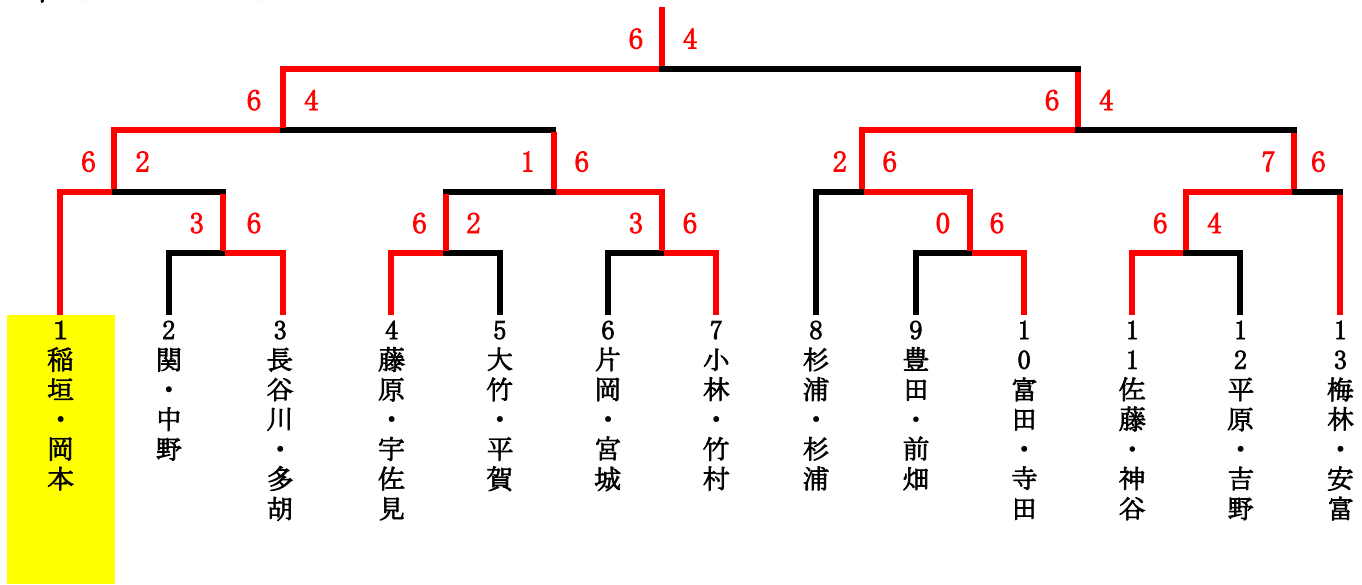 6 4
6 4 6 4
6 2 1 6 2 6 7 6
3 6 6 2 3 6 0 6 6 4
1 稲垣・岡本
2 関・中野
3 長谷川・多胡
4 藤原・宇佐見
5 大竹・平賀
6 片岡・宮城
7 小林・竹村
8 杉浦・杉浦
9 豊田・前畑
10 富田・寺田
11 佐藤・神谷
12 平原・吉野
13 梅林・安富